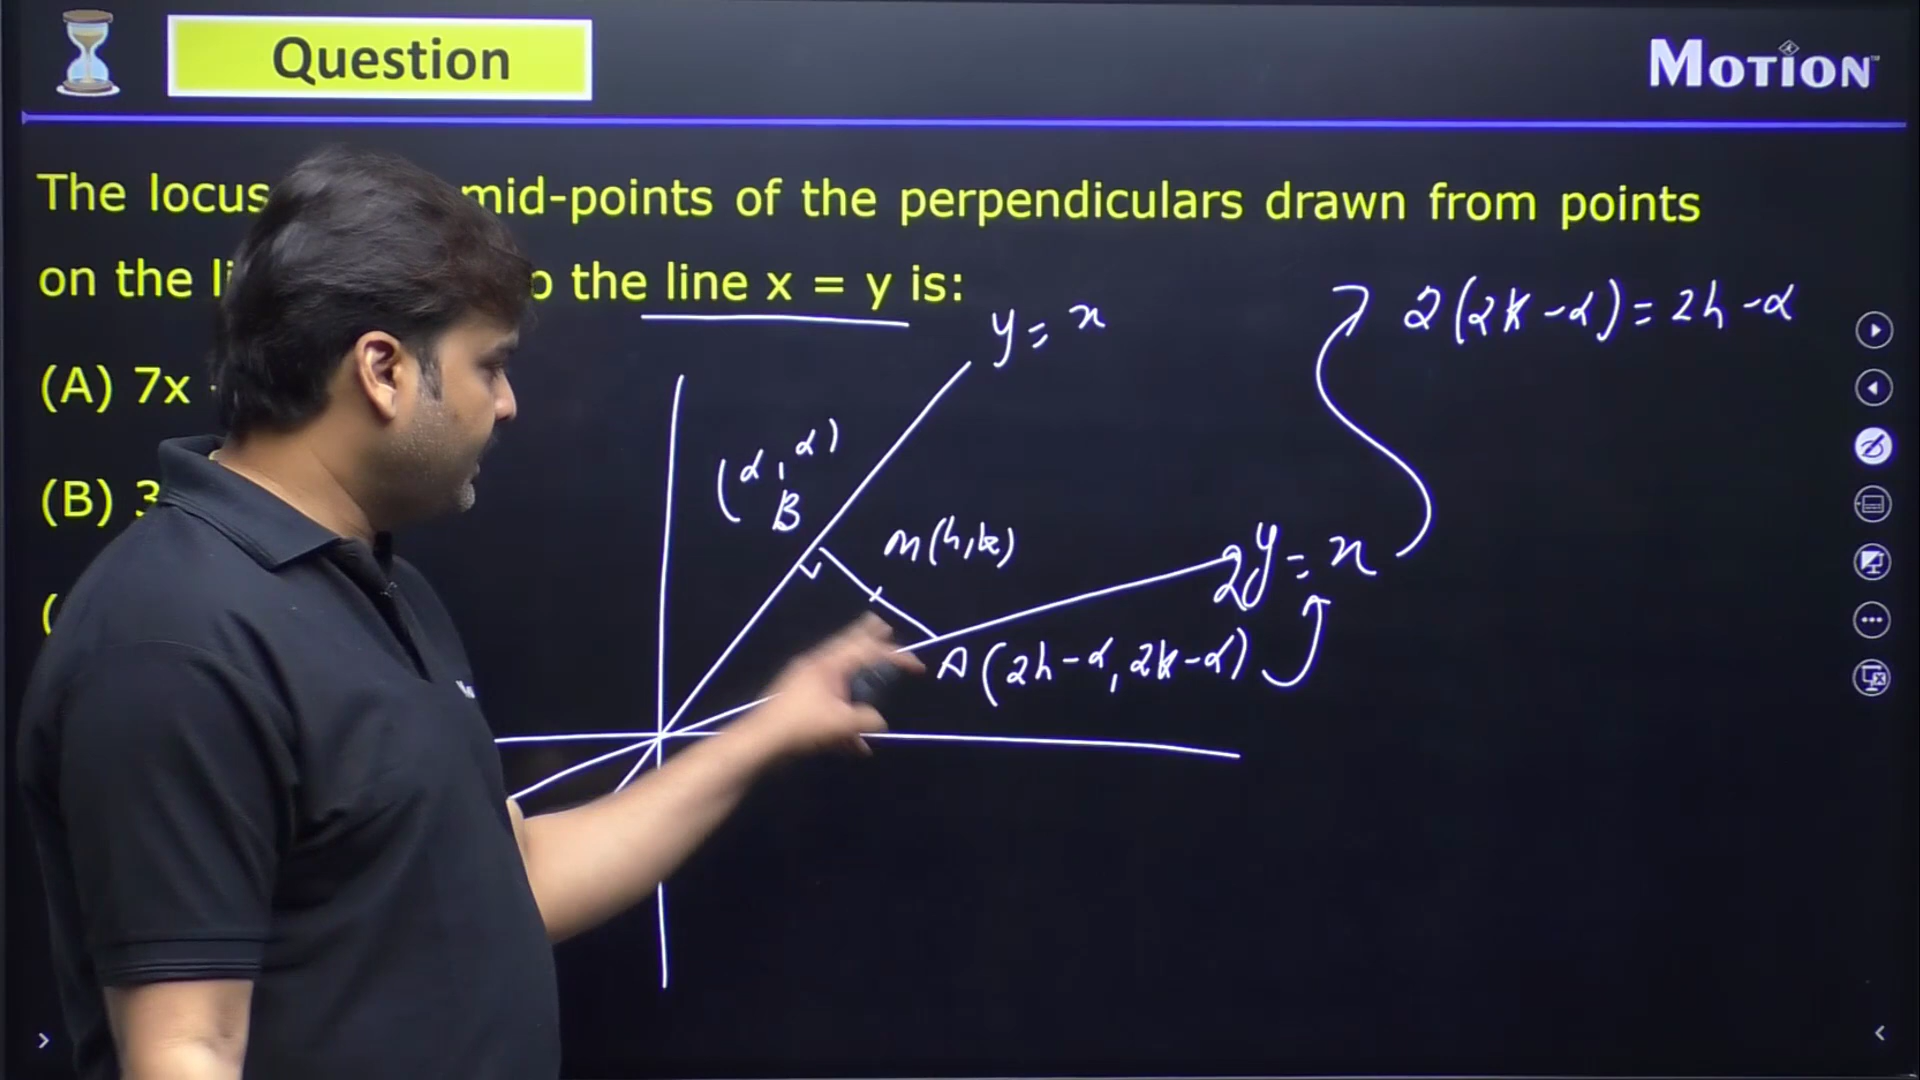 Question
MOTION
The locus mid-points of the perpendiculars drawn from points
on the the line x = y is:
(A) 7x
(B) 3
(
y = x
2(2k-α) = 2h-α
(α, α)
B
M(h,k)
2y = x
A (2h-α, 2k-α)